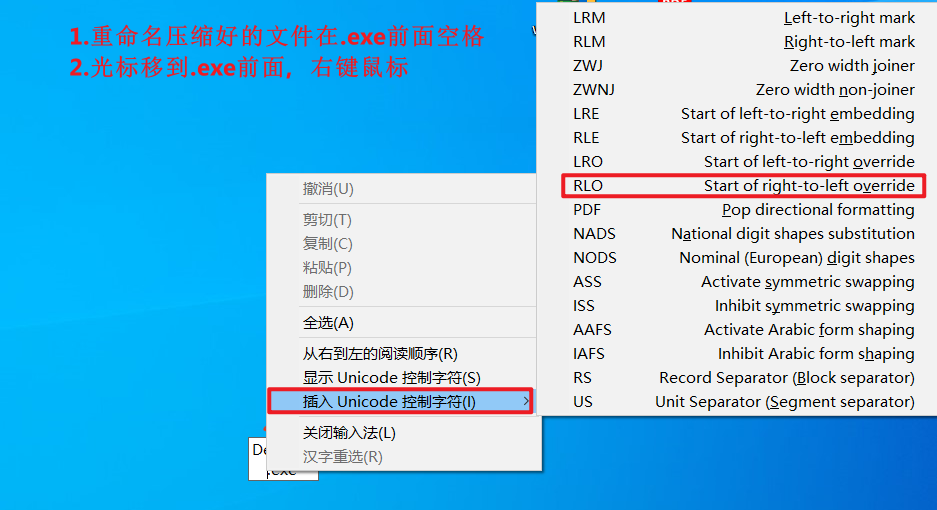 1.重命名压缩好的文件在.exe前面空格
2.光标移到.exe前面，右键鼠标
撤消(U)
剪切(T)
复制(C)
粘贴(P)
删除(D)
全选(A)
从右到左的阅读顺序(R)
显示 Unicode 控制字符(S)
插入 Unicode 控制字符(I)
关闭输入法(L)
汉字重选(R)
LRM Left-to-right mark
RLM Right-to-left mark
ZWJ Zero width joiner
ZWNJ Zero width non-joiner
LRE Start of left-to-right embedding
RLE Start of right-to-left embedding
LRO Start of left-to-right override
RLO Start of right-to-left override
PDF Pop directional formatting
NADS National digit shapes substitution
NODS Nominal (European) digit shapes
ASS Activate symmetric swapping
ISS Inhibit symmetric swapping
AAFS Activate Arabic form shaping
IAFS Inhibit Arabic form shaping
RS Record Separator (Block separator)
US Unit Separator (Segment separator)